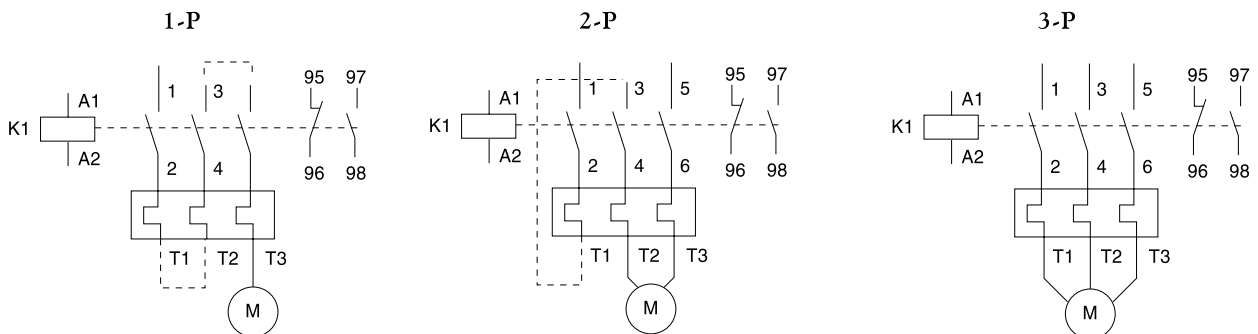 1-P 2-P 3-P
1 3 95 97
A1
K1
A2
2 4 96 98
T1 T2 T3
M
1 3 5 95 97
A1
K1
A2
2 4 6 96 98
T1 T2 T3
M
1 3 5 95 97
A1
K1
A2
2 4 6 96 98
T1 T2 T3
M